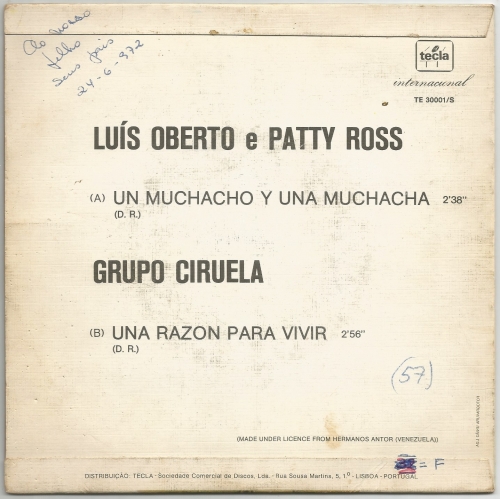 Ao nosso
filho
Seus pais
24-6-972
tecla
internacional
TE 30001/S
LUÍS OBERTO e PATTY ROSS
(A) UN MUCHACHO Y UNA MUCHACHA 2'38"
(D. R.)
GRUPO CIRUELA
(B) UNA RAZON PARA VIVIR 2'56"
(D. R.)
(57)
(MADE UNDER LICENCE FROM HERMANOS ANTOR (VENEZUELA))
= F
DISTRIBUIÇÃO: TECLA - Sociedade Comercial de Discos, Lda. - Rua Sousa Martins, 5, 1.º - LISBOA - PORTUGAL